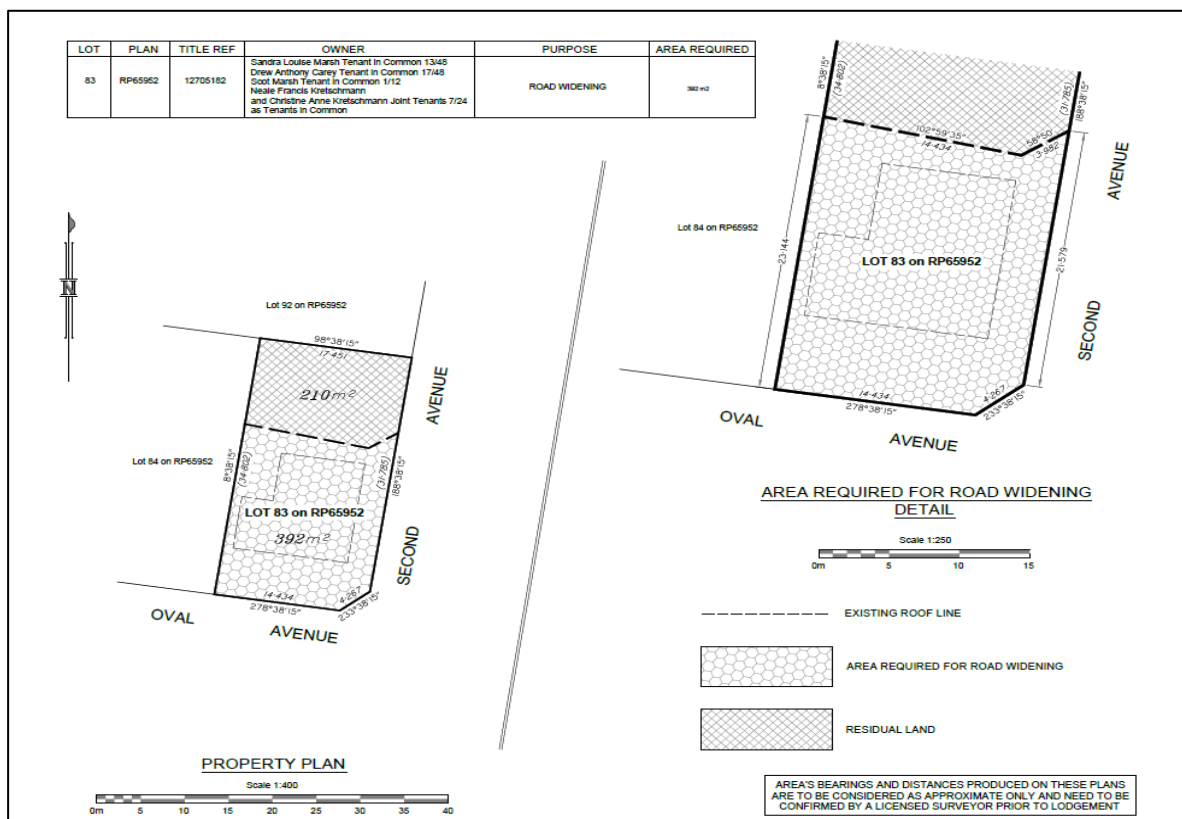 LOT PLAN TITLE REF OWNER PURPOSE AREA REQUIRED
83 RP65952 12705182 Sandra Louise Marsh Tenant in Common 13/48 ROAD WIDENING 392 m2
Drew Anthony Carey Tenant in Common 17/48
Scot Marsh Tenant in Common 1/12
Neale Francis Kretschmann
and Christine Anne Kretschmann Joint Tenants 7/24
as Tenants in Common
N
Lot 92 on RP65952
98°38'15"
17·451
210m²
AVENUE
Lot 84 on RP65952
8°38'15"
(34·802)
(31·785)
188°38'15"
LOT 83 on RP65952
392m²
SECOND
14·434
278°38'15"
4·267
233°38'15"
OVAL
AVENUE
PROPERTY PLAN
Scale 1:400
0m 5 10 15 20 25 30 35 40
8°38'15"
(34·802)
(31·785)
188°38'15"
102°59'35"
14·434
58°50'
3·982
AVENUE
Lot 84 on RP65952
23·144
LOT 83 on RP65952
21·579
SECOND
14·434
278°38'15"
4·267
233°38'15"
OVAL
AVENUE
AREA REQUIRED FOR ROAD WIDENING
DETAIL
Scale 1:250
0m 5 10 15
EXISTING ROOF LINE
AREA REQUIRED FOR ROAD WIDENING
RESIDUAL LAND
AREA'S BEARINGS AND DISTANCES PRODUCED ON THESE PLANS
ARE TO BE CONSIDERED AS APPROXIMATE ONLY AND NEED TO BE
CONFIRMED BY A LICENSED SURVEYOR PRIOR TO LODGEMENT